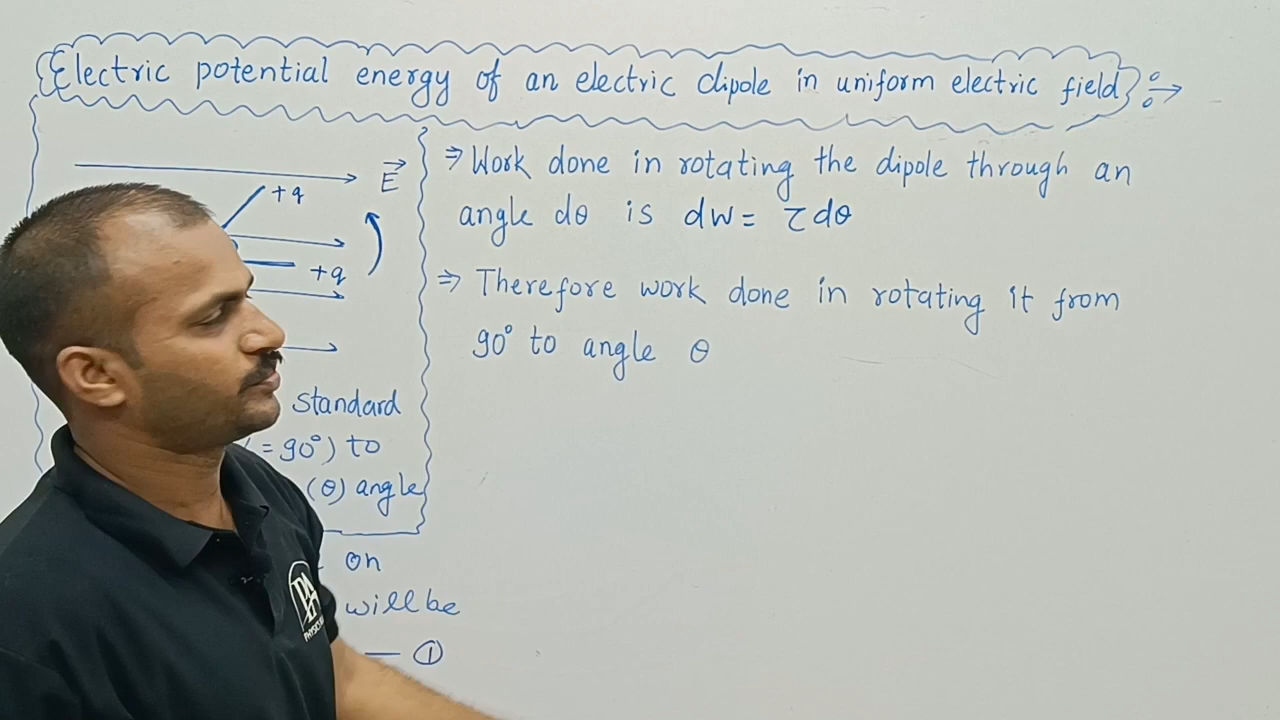 Electric potential energy of an electric dipole in uniform electric field :→
E
+q
+q
Standard
(=90°) to
(θ) angle
on
will be
— ①
⇒ Work done in rotating the dipole through an
angle dθ is dw = τdθ
⇒ Therefore work done in rotating it from
90° to angle θ
PA